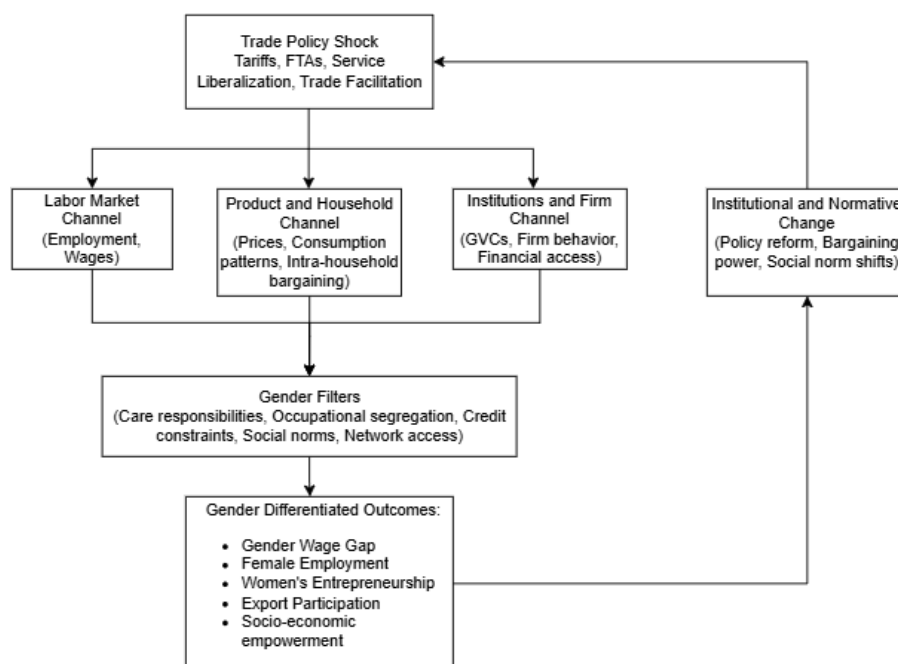 Trade Policy Shock
Tariffs, FTAs, Service
Liberalization, Trade Facilitation
Labor Market
Channel
(Employment,
Wages)
Product and Household
Channel
(Prices, Consumption
patterns, Intra-household
bargaining)
Institutions and Firm
Channel
(GVCs, Firm behavior,
Financial access)
Institutional and Normative
Change
(Policy reform, Bargaining
power, Social norm shifts)
Gender Filters
(Care responsibilities, Occupational segregation, Credit
constraints, Social norms, Network access)
Gender Differentiated Outcomes:
• Gender Wage Gap
• Female Employment
• Women's Entrepreneurship
• Export Participation
• Socio-economic
empowerment